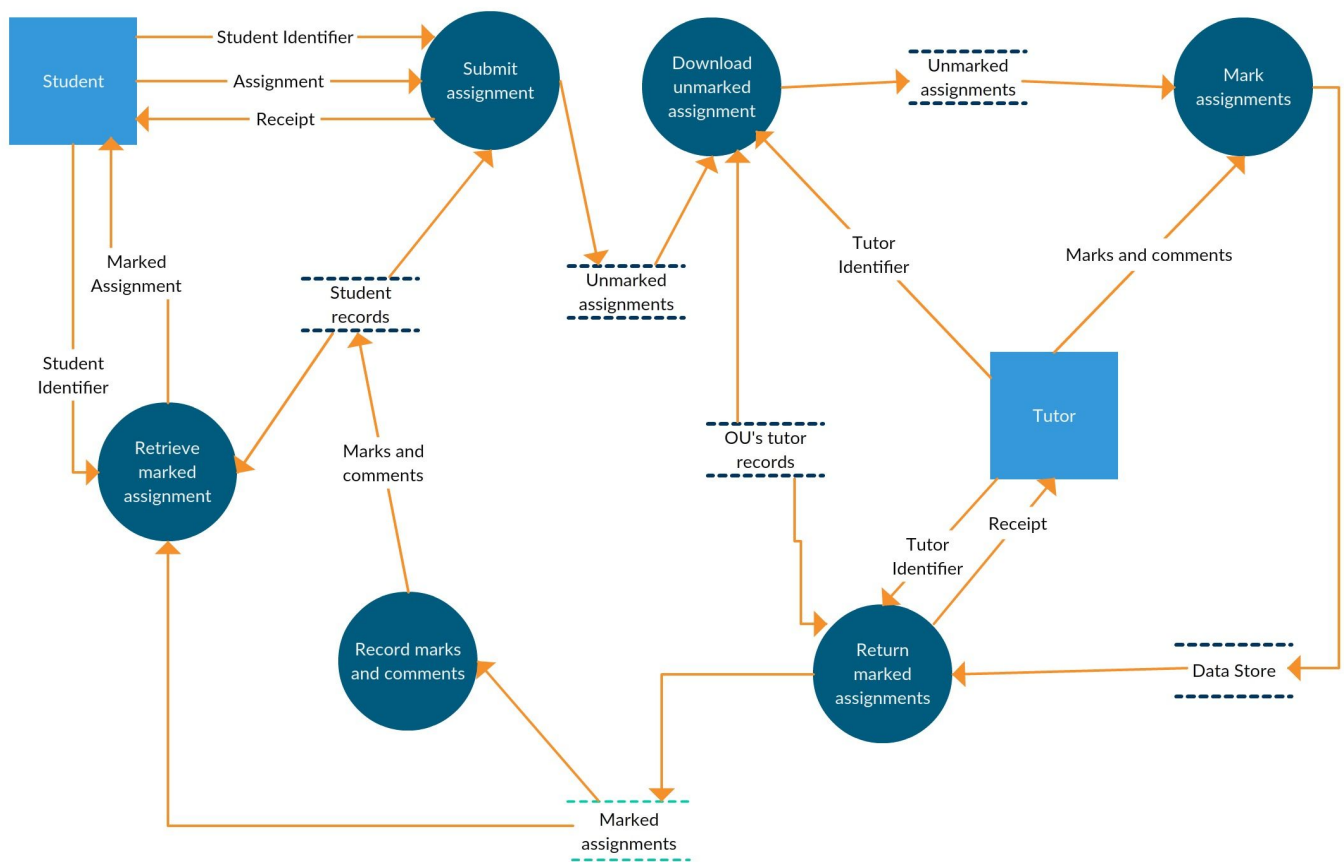 Student
Student Identifier
Assignment
Receipt
Submit
assignment
Download
unmarked
assignment
Unmarked
assignments
Mark
assignments
Marked
Assignment
Student
records
Unmarked
assignments
Tutor
Identifier
Marks and comments
Student
Identifier
Tutor
Retrieve
marked
assignment
Marks and
comments
OU's tutor
records
Receipt
Tutor
Identifier
Record marks
and comments
Return
marked
assignments
Data Store
Marked
assignments